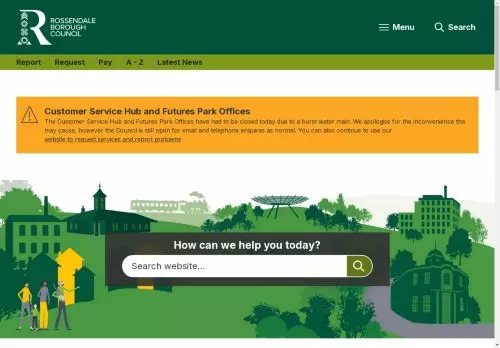 ROSSENDALE
BOROUGH
COUNCIL
Menu
Search
Report Request Pay A - Z Latest News
Customer Service Hub and Futures Park Offices
The Customer Service Hub and Futures Park Offices have had to be closed today due to a burst water main. We apologise for the inconvenience this
may cause, however the Council is still open for email and telephone enquires as normal. You can also continue to use our
website to request services and report problems
How can we help you today?
Search website...